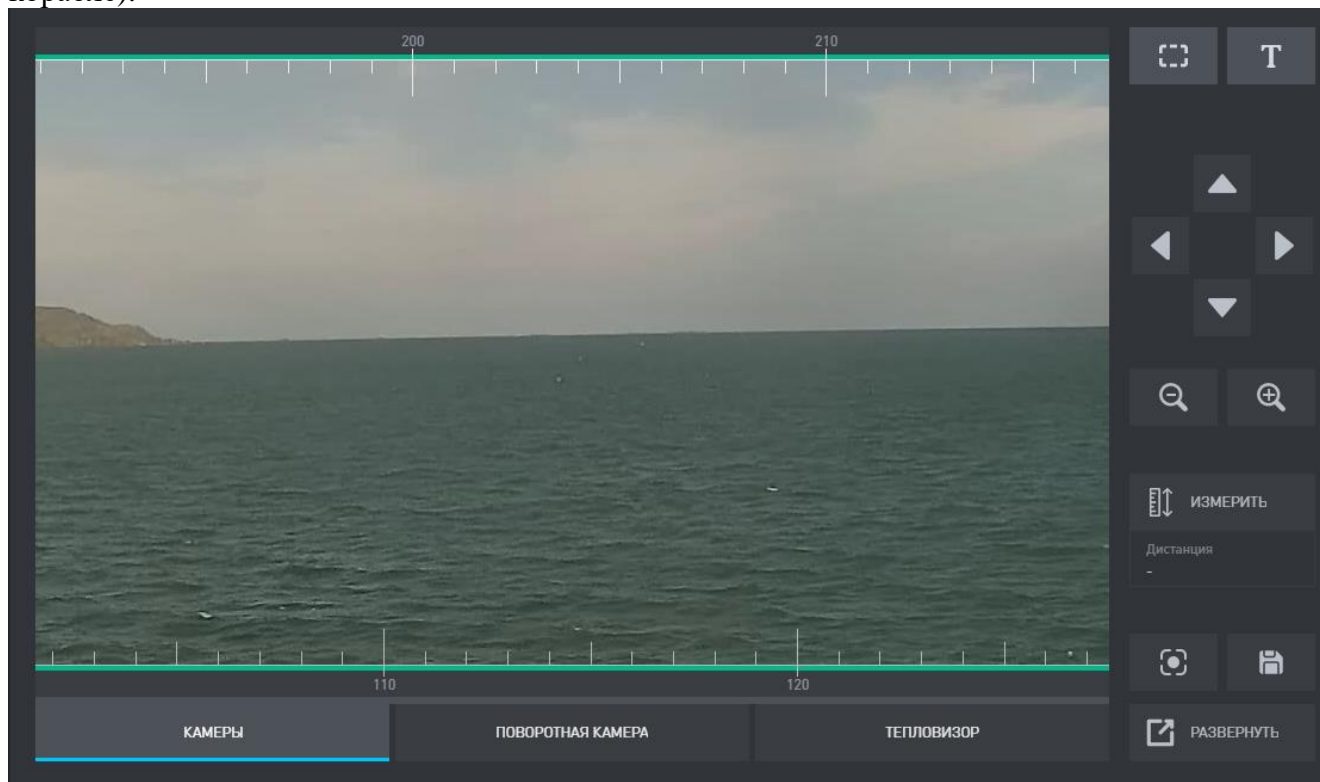 200 210
T
ИЗМЕРИТЬ
Дистанция
-
110 120
КАМЕРЫ ПОВОРОТНАЯ КАМЕРА ТЕПЛОВИЗОР РАЗВЕРНУТЬ